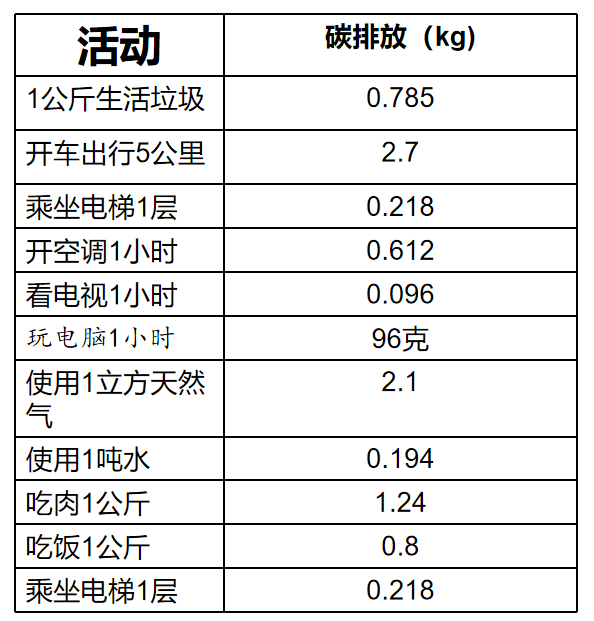 活动
碳排放（kg)
1公斤生活垃圾
0.785
开车出行5公里
2.7
乘坐电梯1层
0.218
开空调1小时
0.612
看电视1小时
0.096
玩电脑1小时
96克
使用1立方天然
气
2.1
使用1吨水
0.194
吃肉1公斤
1.24
吃饭1公斤
0.8
乘坐电梯1层
0.218